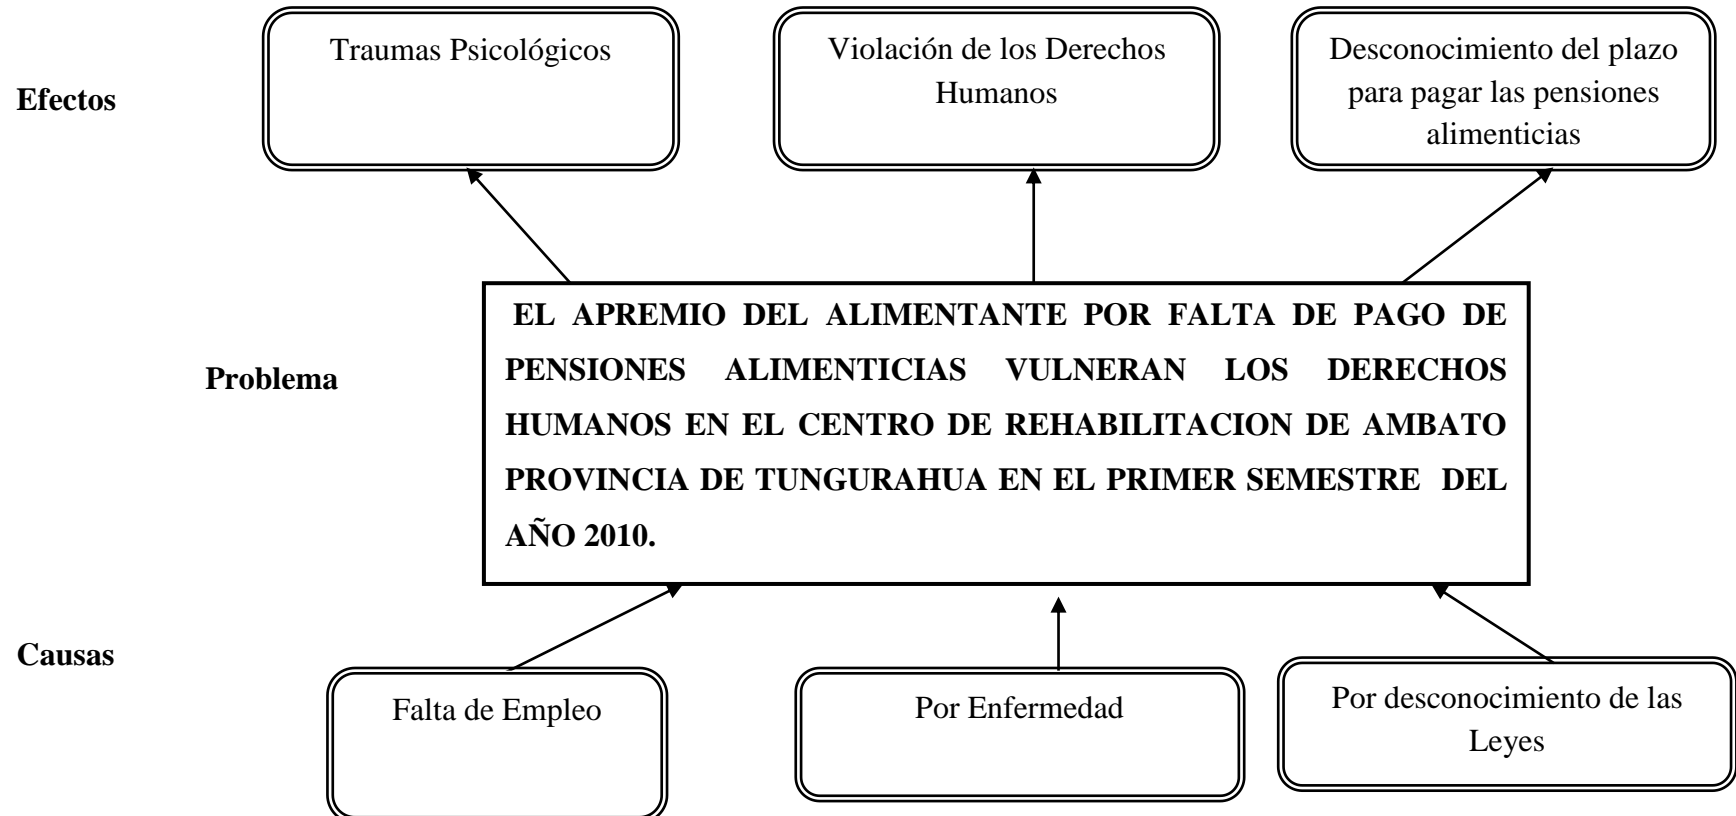 Traumas Psicológicos
Violación de los Derechos
Humanos
Desconocimiento del plazo
para pagar las pensiones
alimenticias
Efectos
EL APREMIO DEL ALIMENTANTE POR FALTA DE PAGO DE
PENSIONES ALIMENTICIAS VULNERAN LOS DERECHOS
HUMANOS EN EL CENTRO DE REHABILITACION DE AMBATO
PROVINCIA DE TUNGURAHUA EN EL PRIMER SEMESTRE DEL
AÑO 2010.
Problema
Causas
Falta de Empleo
Por Enfermedad
Por desconocimiento de las
Leyes